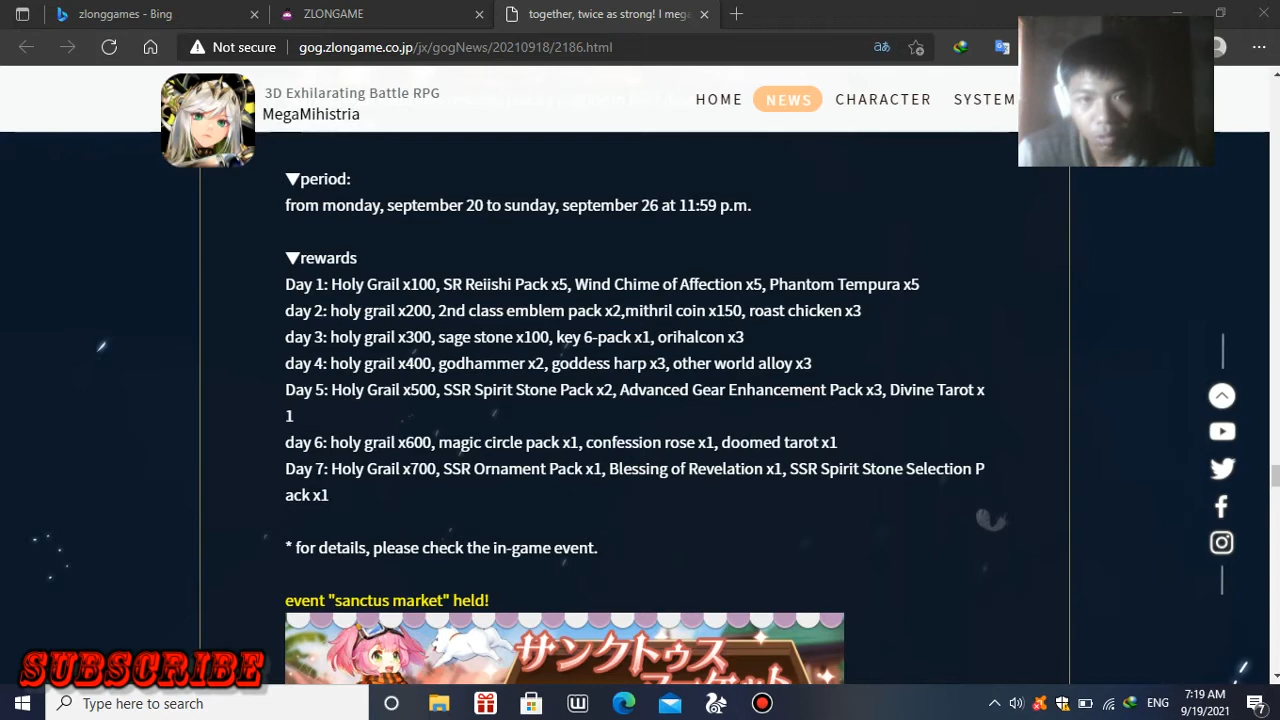 zlongames - Bing
ZLONGAME
together, twice as strong! I meg
Not secure
gog.zlongame.co.jp/jx/gogNews/20210918/2186.html
3D Exhilarating Battle RPG
MegaMihistria
HOME
NEWS
CHARACTER
SYSTEM
▼period:
from monday, september 20 to sunday, september 26 at 11:59 p.m.
▼rewards
Day 1: Holy Grail x100, SR Reiishi Pack x5, Wind Chime of Affection x5, Phantom Tempura x5
day 2: holy grail x200, 2nd class emblem pack x2,mithril coin x150, roast chicken x3
day 3: holy grail x300, sage stone x100, key 6-pack x1, orihalcon x3
day 4: holy grail x400, godhammer x2, goddess harp x3, other world alloy x3
Day 5: Holy Grail x500, SSR Spirit Stone Pack x2, Advanced Gear Enhancement Pack x3, Divine Tarot x
1
day 6: holy grail x600, magic circle pack x1, confession rose x1, doomed tarot x1
Day 7: Holy Grail x700, SSR Ornament Pack x1, Blessing of Revelation x1, SSR Spirit Stone Selection P
ack x1
* for details, please check the in-game event.
event "sanctus market" held!
サンクトゥス
マーケット
SUBSCRIBE
Type here to search
ENG
7:19 AM
9/19/2021
7